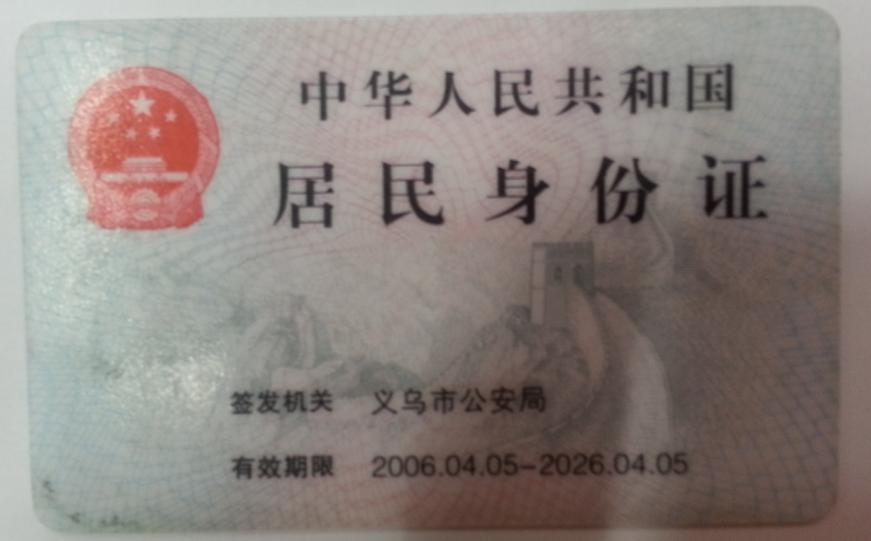 中华人民共和国
居民身份证
签发机关 义乌市公安局
有效期限 2006.04.05-2026.04.05